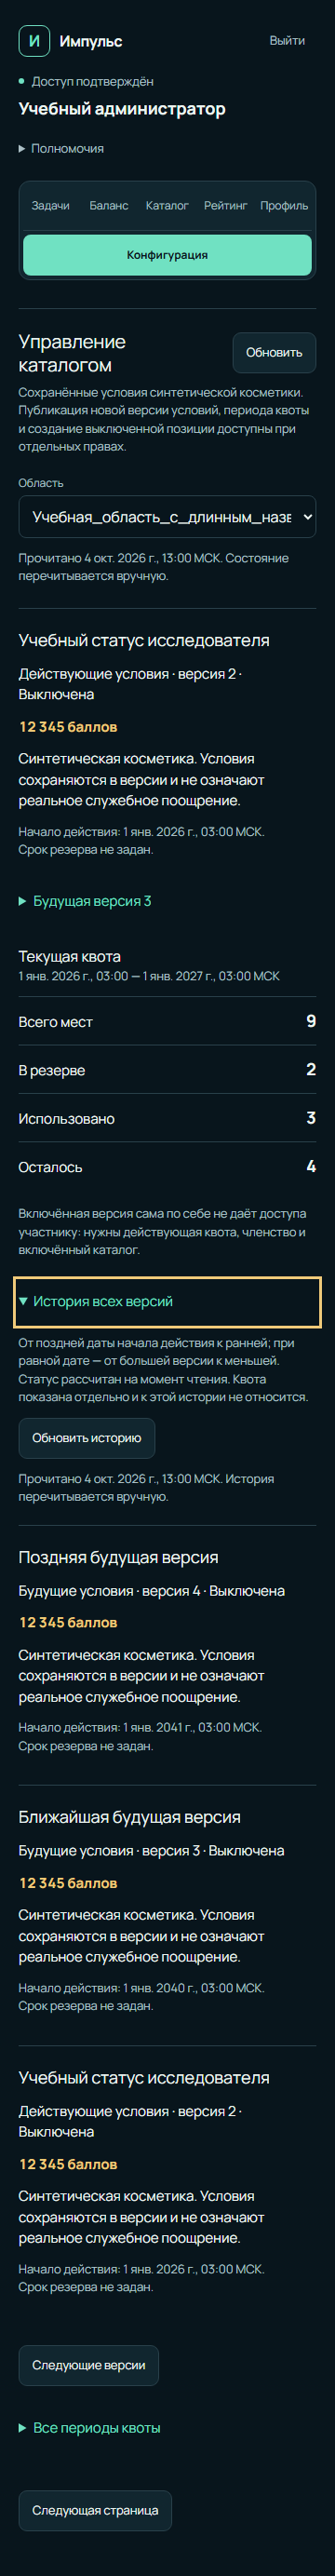 И Импульс Выйти
Доступ подтверждён
Учебный администратор
Полномочия
Задачи Баланс Каталог Рейтинг Профиль
Конфигурация
Управление
каталогом
Обновить
Сохранённые условия синтетической косметики.
Публикация новой версии условий, периода квоты
и создание выключенной позиции доступны при
отдельных правах.
Область
Учебная_область_с_длинным_назв
Прочитано 4 окт. 2026 г., 13:00 МСК. Состояние
перечитывается вручную.
Учебный статус исследователя
Действующие условия · версия 2 ·
Выключена
12 345 баллов
Синтетическая косметика. Условия
сохраняются в версии и не означают
реальное служебное поощрение.
Начало действия: 1 янв. 2026 г., 03:00 МСК.
Срок резерва не задан.
Будущая версия 3
Текущая квота
1 янв. 2026 г., 03:00 — 1 янв. 2027 г., 03:00 МСК
Всего мест 9
В резерве 2
Использовано 3
Осталось 4
Включённая версия сама по себе не даёт доступа
участнику: нужны действующая квота, членство и
включённый каталог.
История всех версий
От поздней даты начала действия к ранней; при
равной дате — от большей версии к меньшей.
Статус рассчитан на момент чтения. Квота
показана отдельно и к этой истории не относится.
Обновить историю
Прочитано 4 окт. 2026 г., 13:00 МСК. История
перечитывается вручную.
Поздняя будущая версия
Будущие условия · версия 4 · Выключена
12 345 баллов
Синтетическая косметика. Условия
сохраняются в версии и не означают
реальное служебное поощрение.
Начало действия: 1 янв. 2041 г., 03:00 МСК.
Срок резерва не задан.
Ближайшая будущая версия
Будущие условия · версия 3 · Выключена
12 345 баллов
Синтетическая косметика. Условия
сохраняются в версии и не означают
реальное служебное поощрение.
Начало действия: 1 янв. 2040 г., 03:00 МСК.
Срок резерва не задан.
Учебный статус исследователя
Действующие условия · версия 2 ·
Выключена
12 345 баллов
Синтетическая косметика. Условия
сохраняются в версии и не означают
реальное служебное поощрение.
Начало действия: 1 янв. 2026 г., 03:00 МСК.
Срок резерва не задан.
Следующие версии
Все периоды квоты
Следующая страница